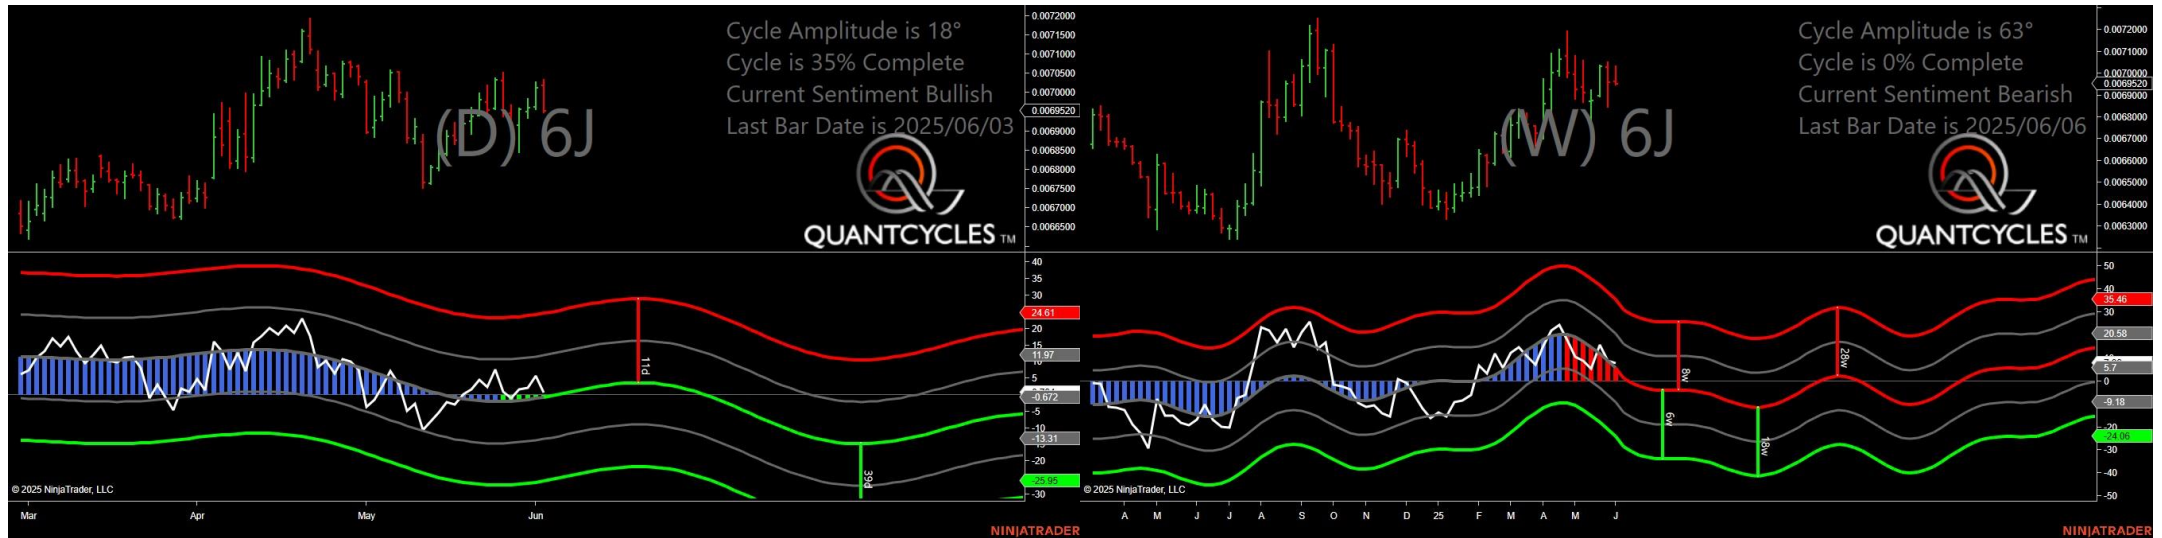 Cycle Amplitude is 18°
Cycle is 35% Complete
Current Sentiment Bullish
Last Bar Date is 2025/06/03
(D) 6J
QUANTCYCLES TM
0.0072000
0.0071500
0.0071000
0.0070500
0.0070000
0.0069520
0.0069000
0.0068500
0.0068000
0.0067500
0.0067000
0.0066500
40
35
30
24.61
20
15
11.97
5
-0.672
-5
-10
-13.31
-20
-25.95
-30
11d
39d
© 2025 NinjaTrader, LLC
Mar
Apr
May
Jun
NINJATRADER
Cycle Amplitude is 63°
Cycle is 0% Complete
Current Sentiment Bearish
Last Bar Date is 2025/06/06
(W) 6J
QUANTCYCLES TM
0.0072000
0.0071000
0.0070000
0.0069520
0.0069000
0.0068000
0.0067000
0.0066000
0.0065000
0.0064000
0.0063000
50
40
35.46
30
20.58
5.7
0
-9.18
-24.06
-30
-40
-50
8w
6w
18w
28w
© 2025 NinjaTrader, LLC
A
M
J
J
A
S
O
N
D
25
F
M
A
M
J
NINJATRADER